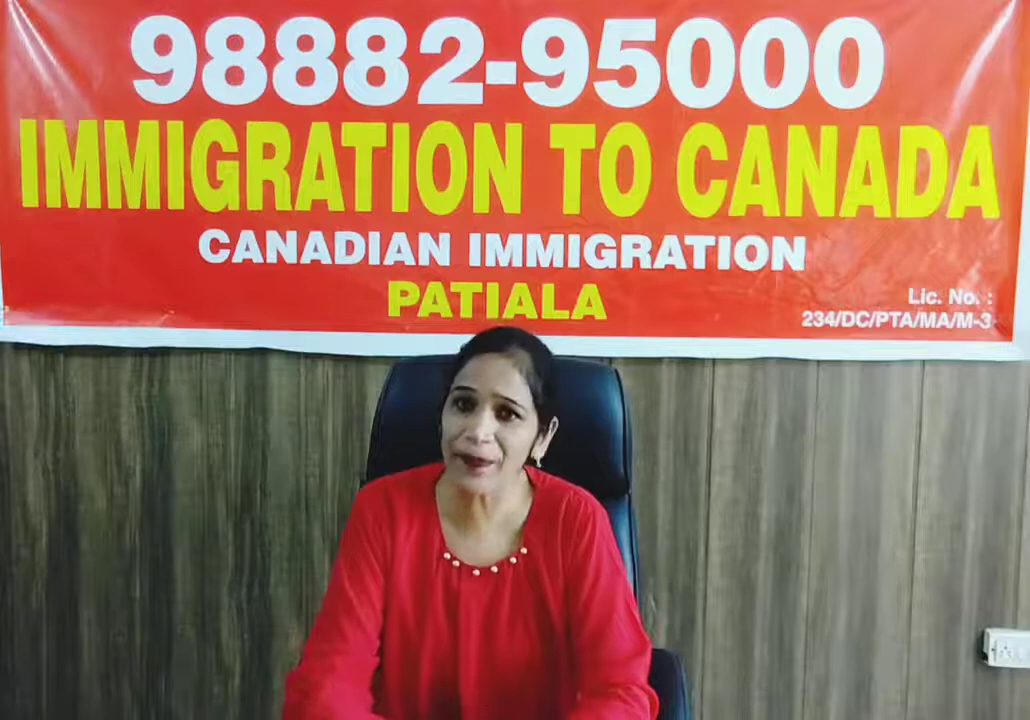 98882-95000
IMMIGRATION TO CANADA
CANADIAN IMMIGRATION
PATIALA
Lic. No. :
234/DC/PTA/MA/M-3